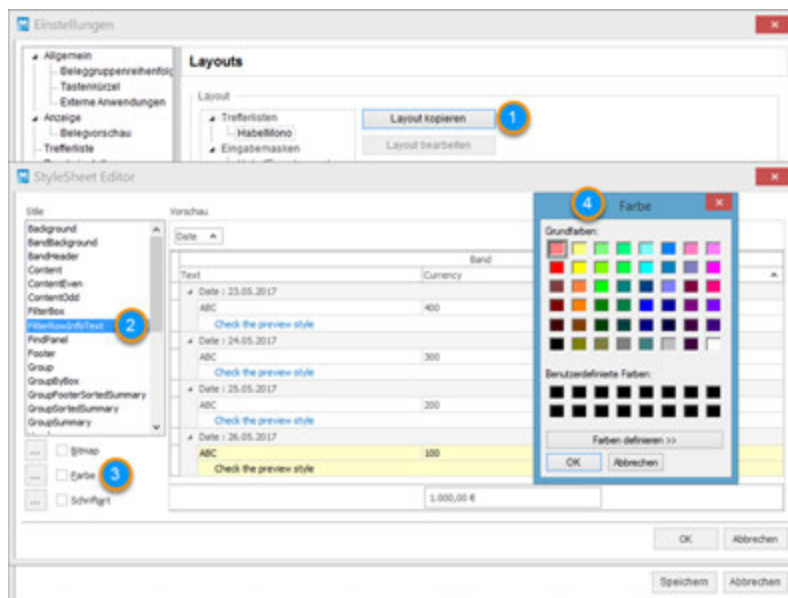 Einstellungen
Allgemein
Beleggruppenreihenfolg
Tastenkürzel
Externe Anwendungen
Anzeige
Belegvorschau
Trefferliste
Layouts
Layout
Trefferlisten
HabelMono
Eingabemasken
Layout kopieren
1
Layout bearbeiten
StyleSheet Editor
Stile
Background
BandBackground
BandHeader
Content
ContentEven
ContentOdd
FilterBox
FilterRowInfoText
2
FindPanel
Footer
Group
GroupByBox
GroupFooterSortedSummary
GroupSortedSummary
GroupSummary
... Bitmap
... Farbe
3
... Schriftart
Vorschau
Date
Band
Text
Currency
Date : 23.05.2017
ABC
400
Check the preview style
Date : 24.05.2017
ABC
300
Check the preview style
Date : 25.05.2017
ABC
200
Check the preview style
Date : 26.05.2017
ABC
100
Check the preview style
1.000,00 €
4
Farbe
Grundfarben:
Benutzerdefinierte Farben:
Farben definieren >>
OK
Abbrechen
OK
Abbrechen
Speichern
Abbrechen